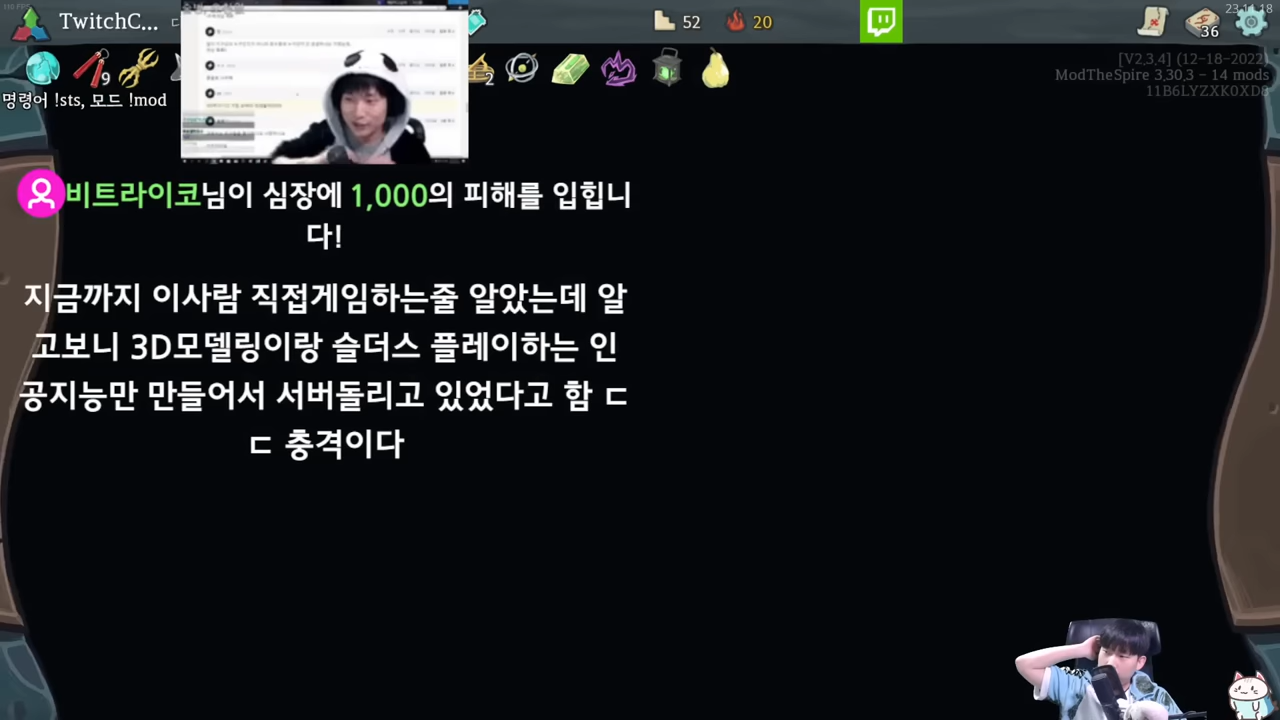 TwitchC...
52
20
23:11:18
36
9
2
[V2,3,4] [12-18-2022]
ModTheSpire 3.30.3 - 14 mods
명령어 !sts, 모드 !mod
비트라이코님이 심장에 1,000의 피해를 입힙니
다!
지금까지 이사람 직접게임하는줄 알았는데 알
고보니 3D모델링이랑 슬더스 플레이하는 인
공지능만 만들어서 서버돌리고 있었다고 함 ㄷ
ㄷ 충격이다